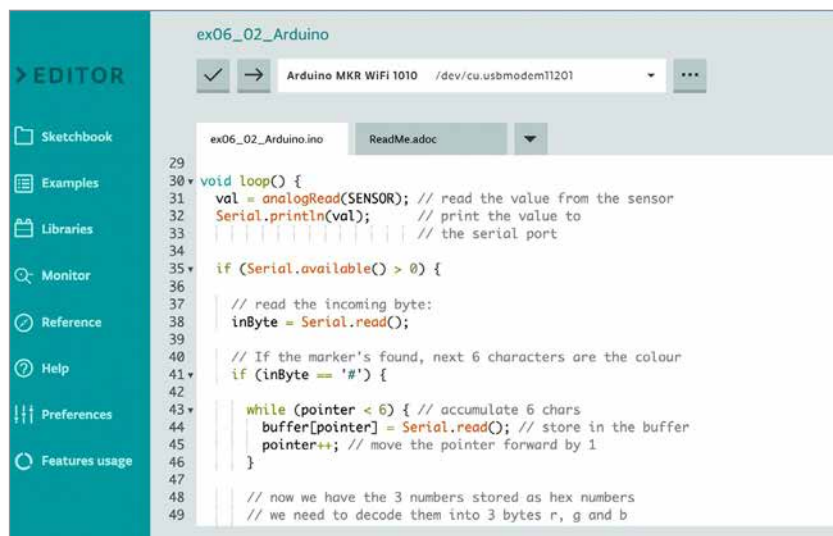 ex06_02_Arduino
>EDITOR
Arduino MKR WiFi 1010 /dev/cu.usbmodem11201
Sketchbook
Examples
Libraries
Monitor
Reference
Help
Preferences
Features usage
ex06_02_Arduino.ino ReadMe.adoc
29
30 void loop() {
31 val = analogRead(SENSOR); // read the value from the sensor
32 Serial.println(val); // print the value to
33 // the serial port
34
35 if (Serial.available() > 0) {
36
37 // read the incoming byte:
38 inByte = Serial.read();
39
40 // If the marker's found, next 6 characters are the colour
41 if (inByte == '#') {
42
43 while (pointer < 6) { // accumulate 6 chars
44 buffer[pointer] = Serial.read(); // store in the buffer
45 pointer++; // move the pointer forward by 1
46 }
47
48 // now we have the 3 numbers stored as hex numbers
49 // we need to decode them into 3 bytes r, g and b